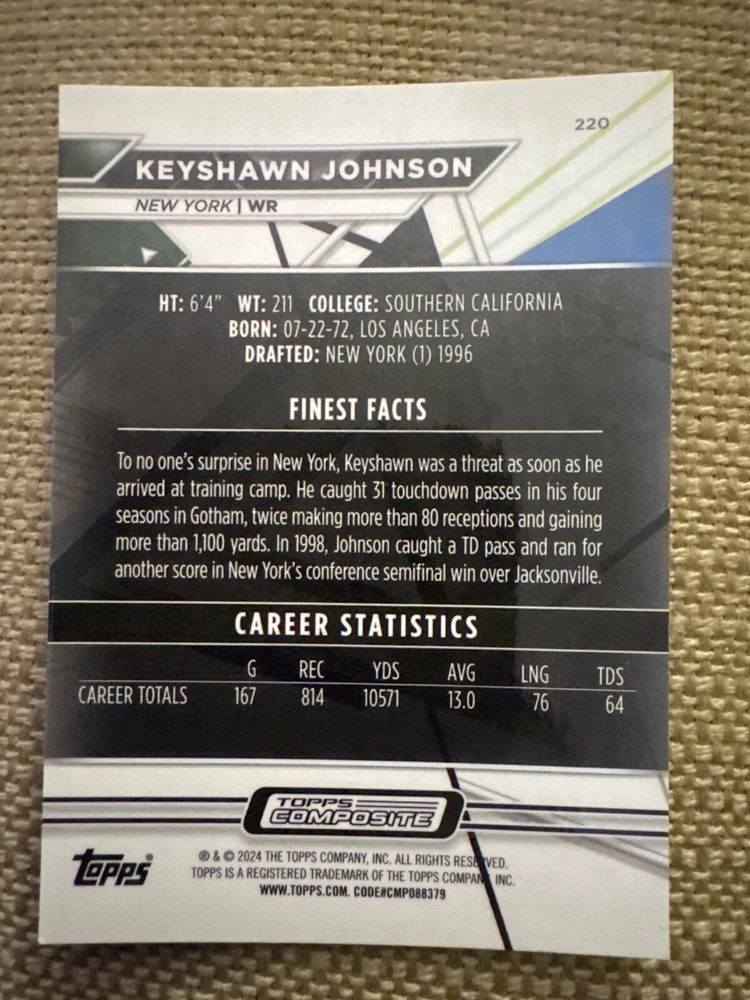 220
KEYSHAWN JOHNSON
NEW YORK | WR
HT: 6'4" WT: 211 COLLEGE: SOUTHERN CALIFORNIA
BORN: 07-22-72, LOS ANGELES, CA
DRAFTED: NEW YORK (1) 1996
FINEST FACTS
To no one's surprise in New York, Keyshawn was a threat as soon as he
arrived at training camp. He caught 31 touchdown passes in his four
seasons in Gotham, twice making more than 80 receptions and gaining
more than 1,100 yards. In 1998, Johnson caught a TD pass and ran for
another score in New York's conference semifinal win over Jacksonville.
CAREER STATISTICS
G REC YDS AVG LNG TDS
CAREER TOTALS 167 814 10571 13.0 76 64
TOPPS
COMPOSITE
topps®
® & © 2024 THE TOPPS COMPANY, INC. ALL RIGHTS RESERVED.
TOPPS IS A REGISTERED TRADEMARK OF THE TOPPS COMPANY, INC.
WWW.TOPPS.COM. CODE#CMP088379